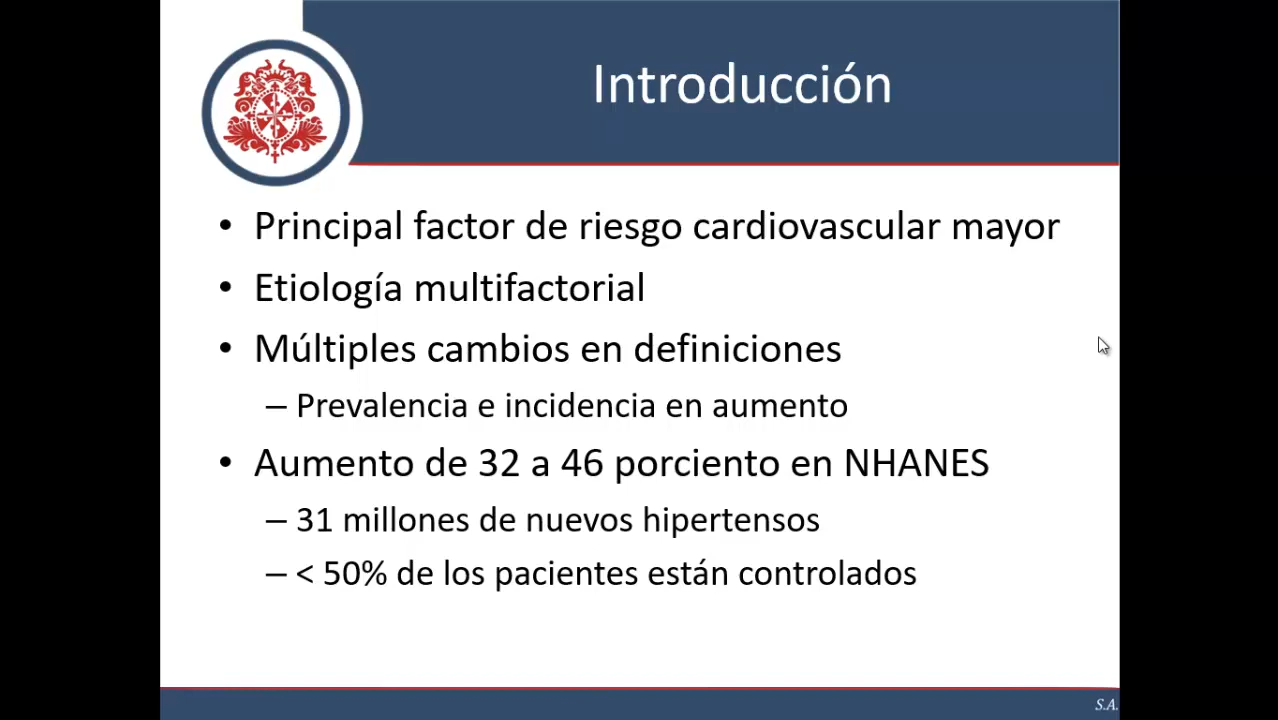 Introducción
• Principal factor de riesgo cardiovascular mayor
• Etiología multifactorial
• Múltiples cambios en definiciones
– Prevalencia e incidencia en aumento
• Aumento de 32 a 46 porciento en NHANES
– 31 millones de nuevos hipertensos
– < 50% de los pacientes están controlados
S.A.